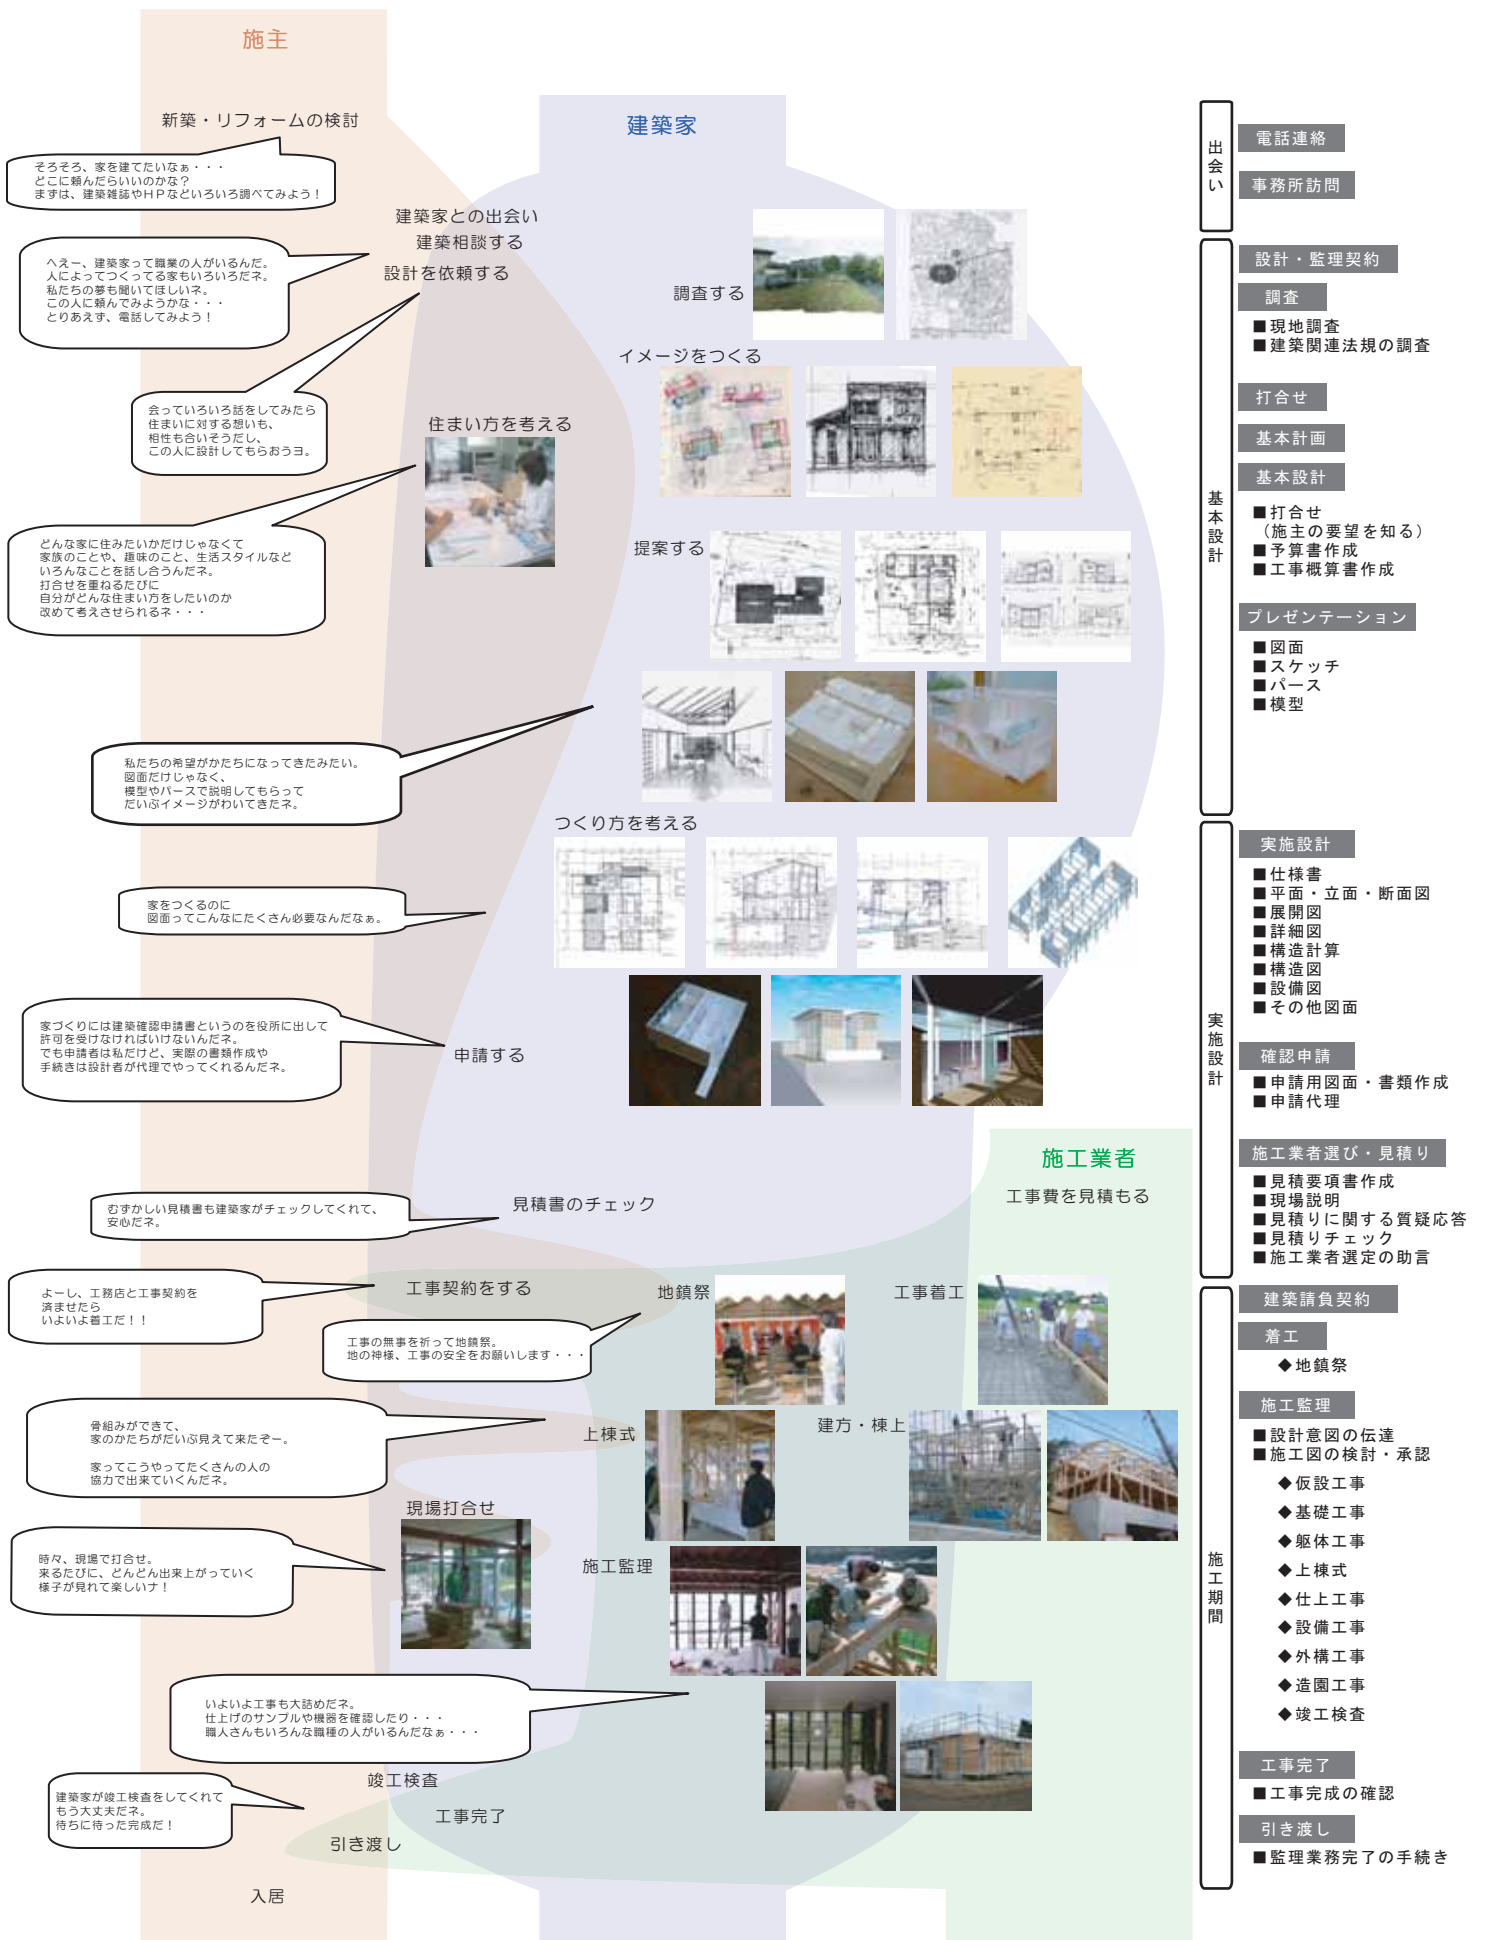 施主
新築・リフォームの検討
そろそろ、家を建てたいなぁ・・・
どこに頼んだらいいのかな？
まずは、建築雑誌やＨＰなどいろいろ調べてみよう！
建築家
建築家との出会い
建築相談する
設計を依頼する
へえー、建築家って職業の人がいるんだ。
人によってつくってる家もいろいろだネ。
私たちの夢も聞いてほしいネ。
この人に頼んでみようかな・・・
とりあえず、電話してみよう！
調査する
イメージをつくる
会っていろいろ話をしてみたら
住まいに対する想いも、
相性も合いそうだし、
この人に設計してもらおうヨ。
住まい方を考える
どんな家に住みたいかだけじゃなくて
家族のことや、趣味のこと、生活スタイルなど
いろんなことを話し合うんだネ。
打合せを重ねるたびに
自分がどんな住まい方をしたいのか
改めて考えさせられるネ・・・
提案する
私たちの希望がかたちになってきたみたい。
図面だけじゃなく、
模型やパースで説明してもらって
だいぶイメージがわいてきたネ。
つくり方を考える
家をつくるのに
図面ってこんなにたくさん必要なんだなぁ。
家づくりには建築確認申請書というのを役所に出して
許可を受けなければいけないんだネ。
でも申請者は私だけど、実際の書類作成や
手続きは設計者が代理でやってくれるんだネ。
申請する
施工業者
工事費を見積もる
見積書のチェック
むずかしい見積書も建築家がチェックしてくれて、
安心だネ。
工事契約をする
よーし、工務店と工事契約を
済ませたら
いよいよ着工だ！！
地鎮祭
工事着工
工事の無事を祈って地鎮祭。
地の神様、工事の安全をお願いします・・・
骨組みができて、
家のかたちがだいぶ見えて来たぞー。
家ってこうやってたくさんの人の
協力で出来ていくんだネ。
上棟式
建方・棟上
現場打合せ
時々、現場で打合せ。
来るたびに、どんどん出来上がっていく
様子が見れて楽しいナ！
施工監理
いよいよ工事も大詰めだネ。
仕上げのサンプルや機器を確認したり・・・
職人さんもいろんな職種の人がいるんだなぁ・・・
竣工検査
建築家が竣工検査をしてくれて
もう大丈夫だネ。
待ちに待った完成だ！
工事完了
引き渡し
入居
出会い
電話連絡
事務所訪問
基本設計
設計・監理契約
調査
■現地調査
■建築関連法規の調査
打合せ
基本計画
基本設計
■打合せ
（施主の要望を知る）
■予算書作成
■工事概算書作成
プレゼンテーション
■図面
■スケッチ
■パース
■模型
実施設計
実施設計
■仕様書
■平面・立面・断面図
■展開図
■詳細図
■構造計算
■構造図
■設備図
■その他図面
確認申請
■申請用図面・書類作成
■申請代理
施工業者選び・見積り
■見積要項書作成
■現場説明
■見積りに関する質疑応答
■見積りチェック
■施工業者選定の助言
施工期間
建築請負契約
着工
◆地鎮祭
施工監理
■設計意図の伝達
■施工図の検討・承認
◆仮設工事
◆基礎工事
◆躯体工事
◆上棟式
◆仕上工事
◆設備工事
◆外構工事
◆造園工事
◆竣工検査
工事完了
■工事完成の確認
引き渡し
■監理業務完了の手続き